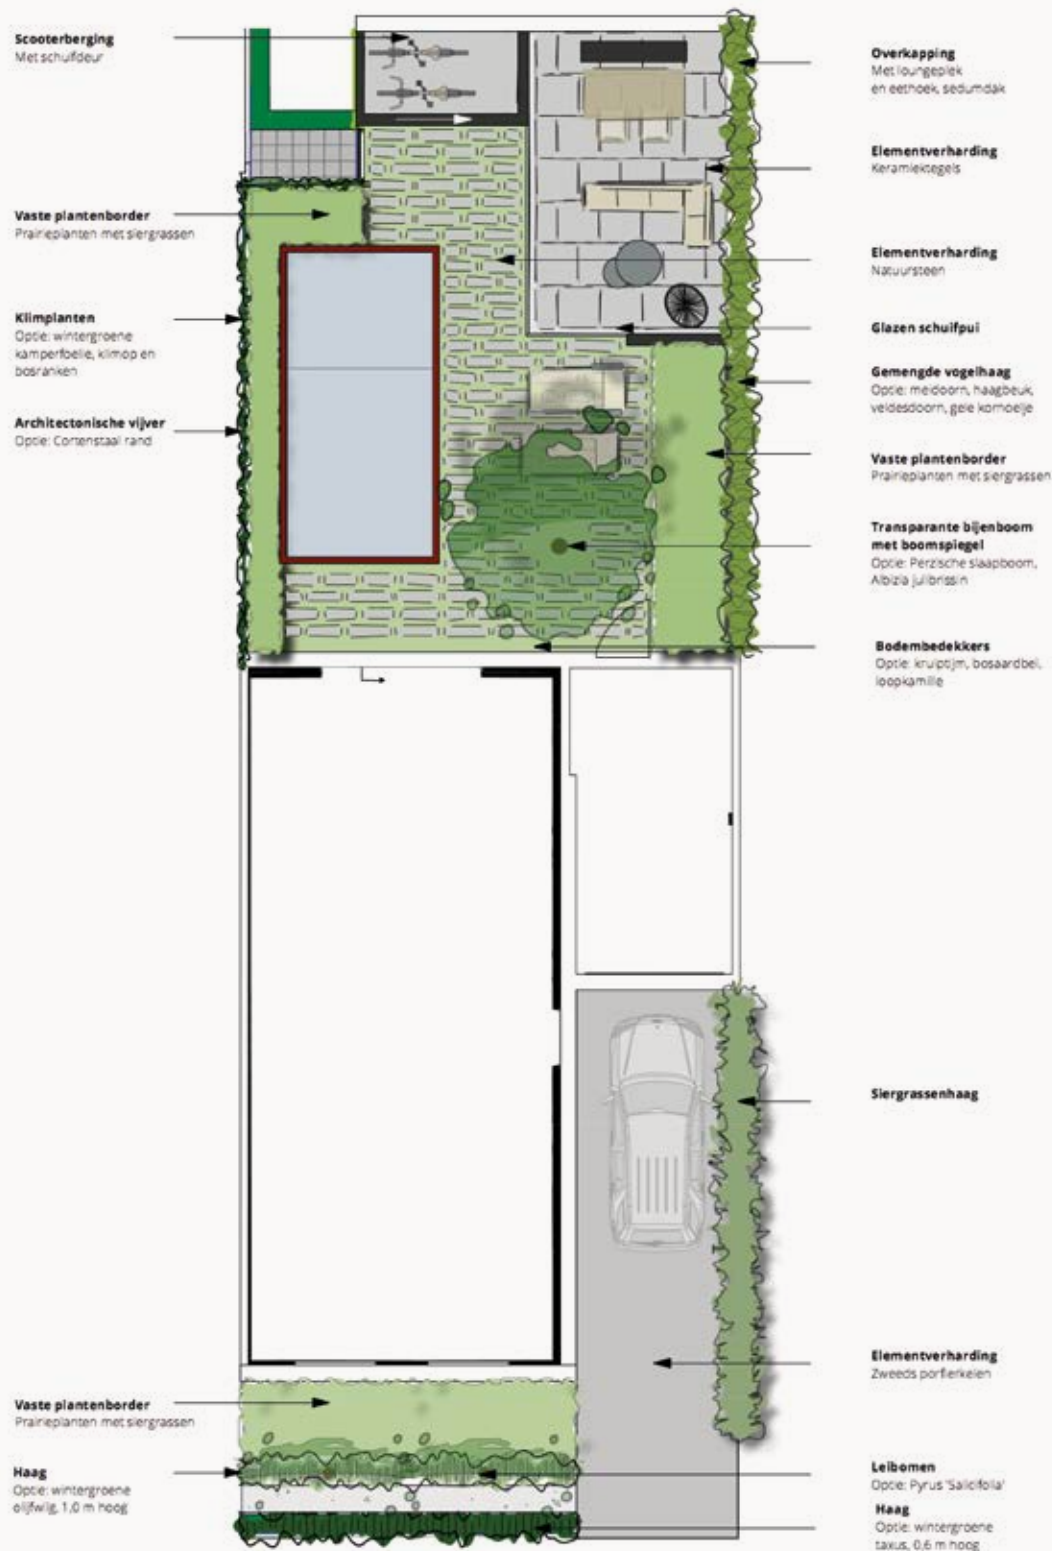 Scooterberging
Met schuifdeur
Vaste plantenborder
Prairieplanten met siergrassen
Klimplanten
Optie: wintergroene
kamperfoelie, klimop en
bosranken
Architectonische vijver
Optie: Cortenstaal rand
Vaste plantenborder
Prairieplanten met siergrassen
Haag
Optie: wintergroene
olijfwilg, 1,0 m hoog
Overkapping
Met loungeplek
en eethoek, sedumdak
Elementverharding
Keramiektegels
Elementverharding
Natuursteen
Glazen schuifpui
Gemengde vogelhaag
Optie: meidoorn, haagbeuk,
veldesdoorn, gele kornoelje
Vaste plantenborder
Prairieplanten met siergrassen
Transparante bijenboom
met boomspiegel
Optie: Perzische slaapboom,
Albizia julibrissin
Bodembedekkers
Optie: kruiptijm, bosaardbei,
loopkamille
Siergrassenhaag
Elementverharding
Zweeds porfierkeien
Leibomen
Optie: Pyrus 'Salicifolia'
Haag
Optie: wintergroene
taxus, 0,6 m hoog